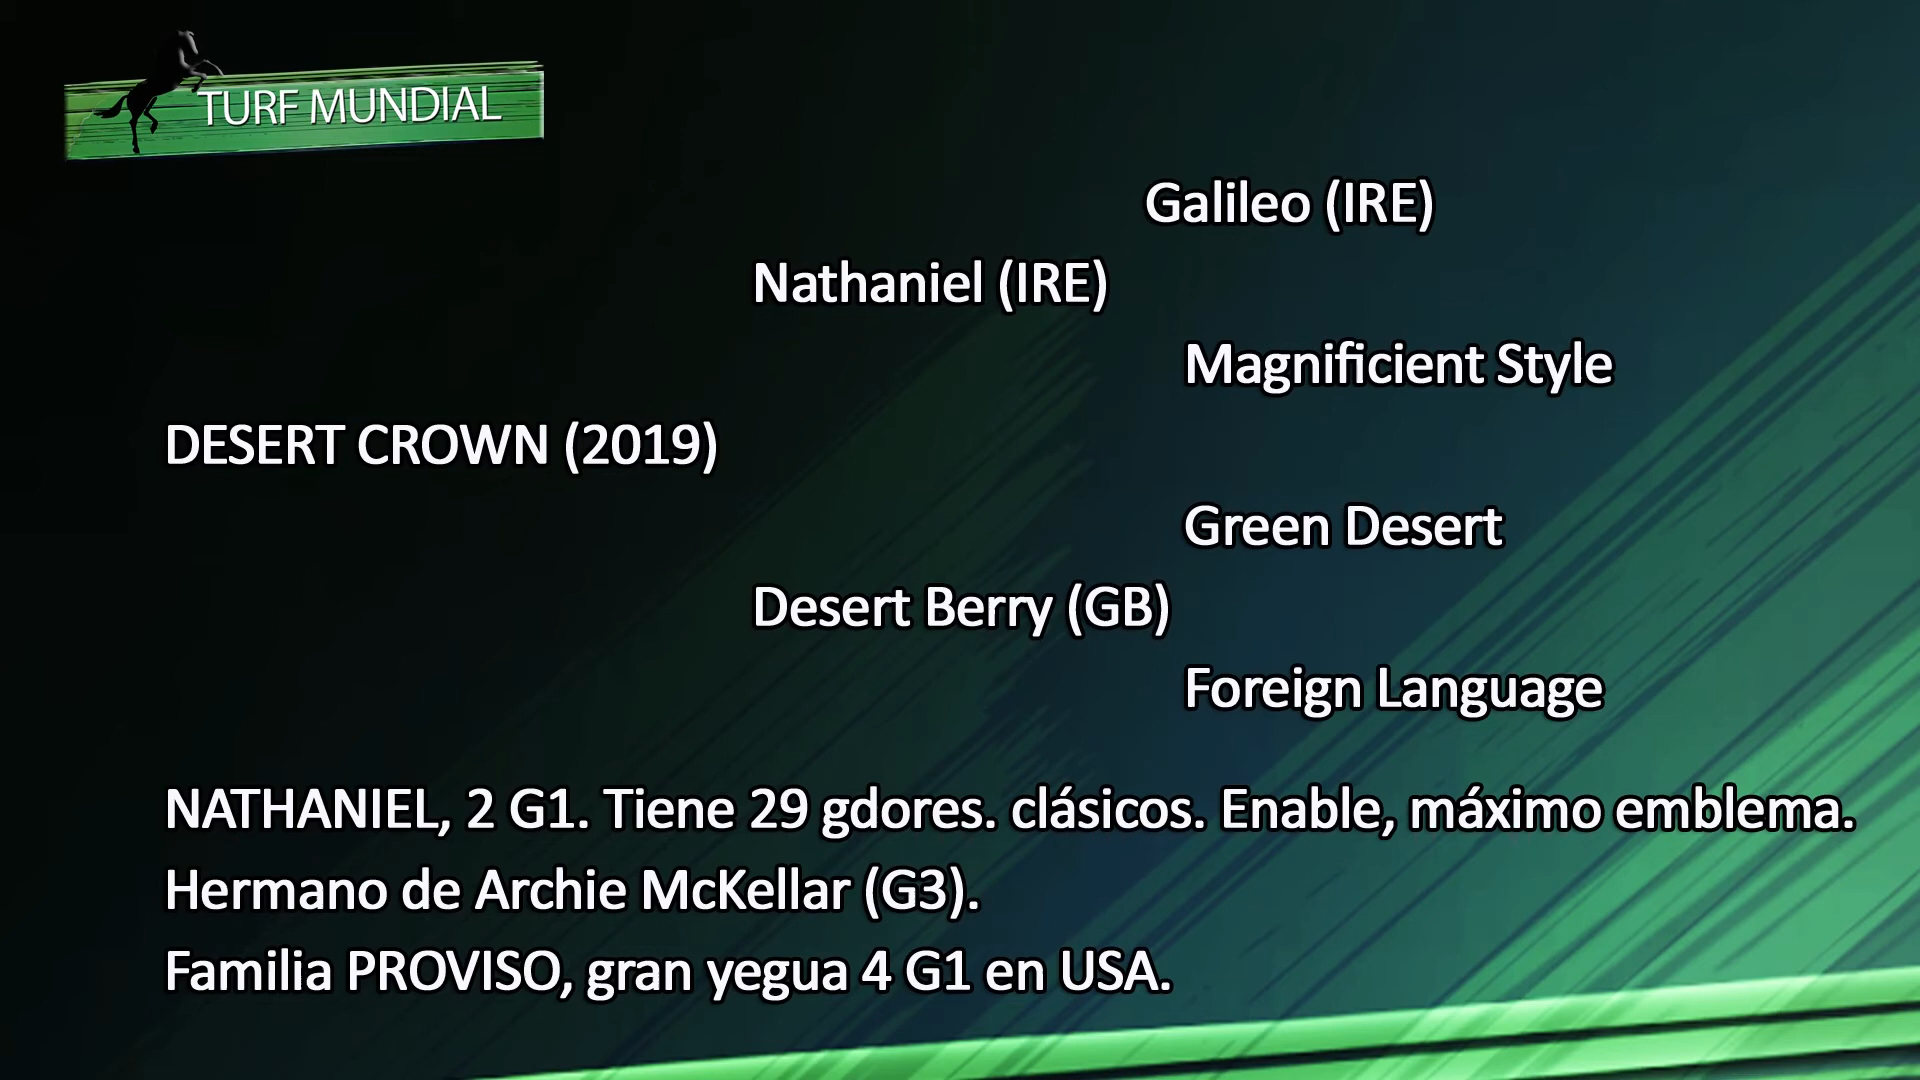 TURF MUNDIAL
Galileo (IRE)
Nathaniel (IRE)
Magnificient Style
DESERT CROWN (2019)
Green Desert
Desert Berry (GB)
Foreign Language
NATHANIEL, 2 G1. Tiene 29 gdores. clásicos. Enable, máximo emblema.
Hermano de Archie McKellar (G3).
Familia PROVISO, gran yegua 4 G1 en USA.